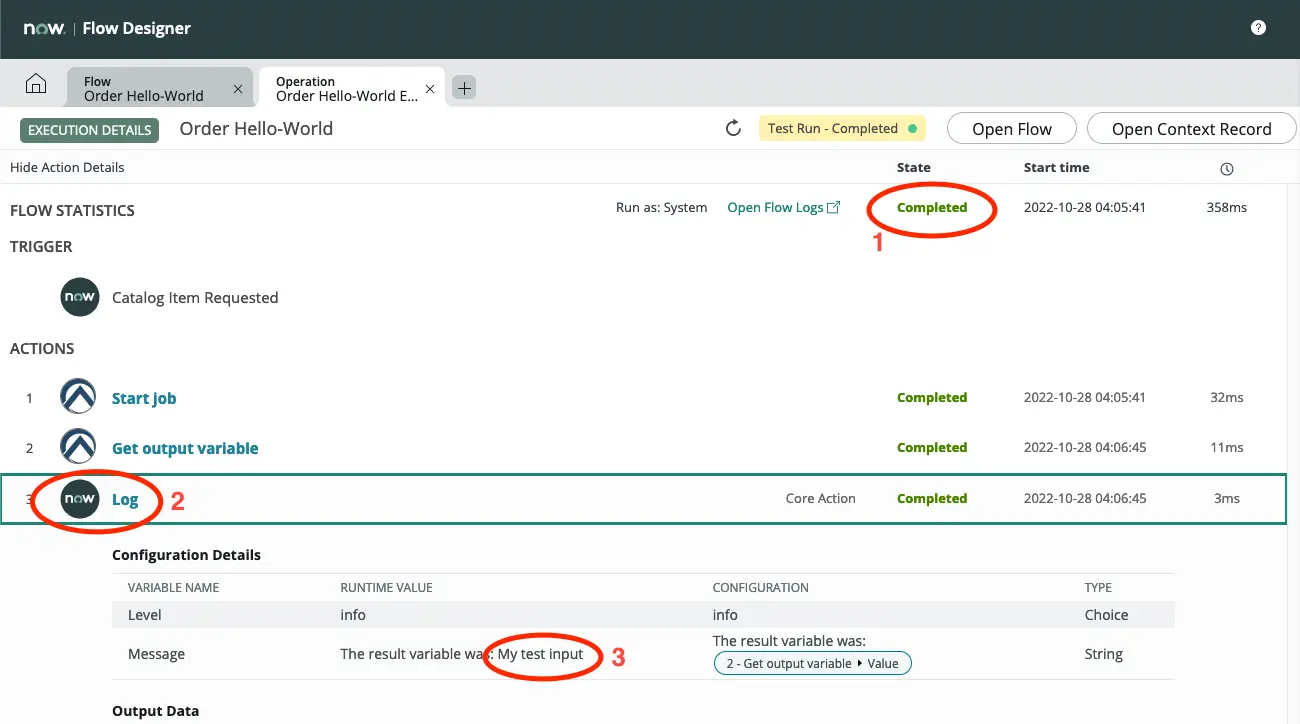 now. | Flow Designer ?
Flow
Order Hello-World
Operation
Order Hello-World E...
EXECUTION DETAILS Order Hello-World Test Run - Completed Open Flow Open Context Record
Hide Action Details State Start time
FLOW STATISTICS Run as: System Open Flow Logs Completed 2022-10-28 04:05:41 358ms
1
TRIGGER
now Catalog Item Requested
ACTIONS
1 Start job Completed 2022-10-28 04:05:41 32ms
2 Get output variable Completed 2022-10-28 04:06:45 11ms
3 now Log 2 Core Action Completed 2022-10-28 04:06:45 3ms
Configuration Details
VARIABLE NAME RUNTIME VALUE CONFIGURATION TYPE
Level info info Choice
Message The result variable was: My test input 3 The result variable was: String
2 - Get output variable ▸ Value
Output Data